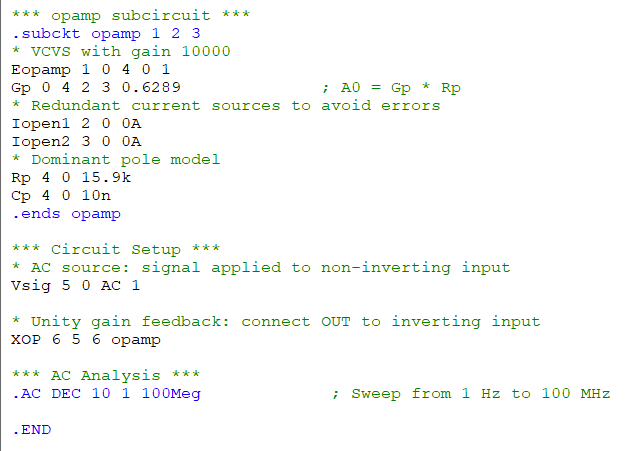 *** opamp subcircuit ***
.subckt opamp 1 2 3
* VCVS with gain 10000
Eopamp 1 0 4 0 1
Gp 0 4 2 3 0.6289 ; A0 = Gp * Rp
* Redundant current sources to avoid errors
Iopen1 2 0 0A
Iopen2 3 0 0A
* Dominant pole model
Rp 4 0 15.9k
Cp 4 0 10n
.ends opamp
*** Circuit Setup ***
* AC source: signal applied to non-inverting input
Vsig 5 0 AC 1
* Unity gain feedback: connect OUT to inverting input
XOP 6 5 6 opamp
*** AC Analysis ***
.AC DEC 10 1 100Meg ; Sweep from 1 Hz to 100 MHz
.END